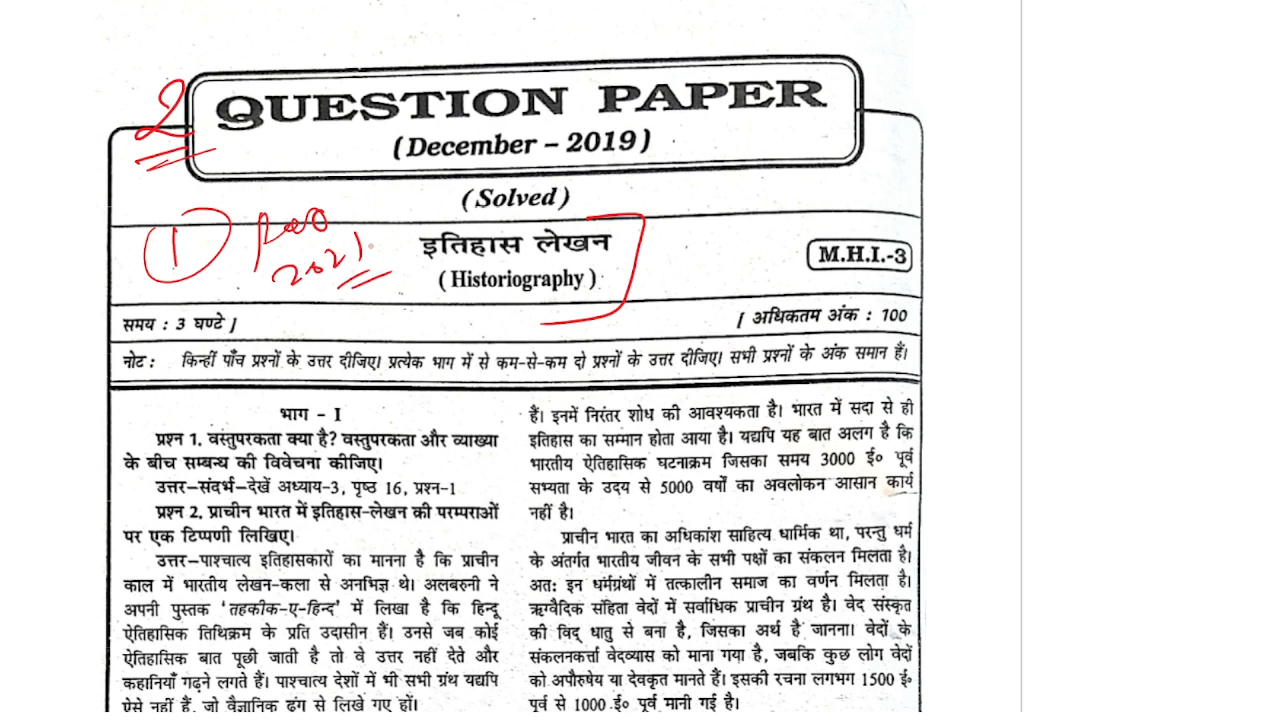 2
QUESTION PAPER
(December – 2019)
(Solved)
1
2021
इतिहास लेखन
(Historiography)
M.H.I.-3
समय : 3 घण्टे ]
[ अधिकतम अंक : 100
नोट : किन्हीं पाँच प्रश्नों के उत्तर दीजिए। प्रत्येक भाग में से कम-से-कम दो प्रश्नों के उत्तर दीजिए। सभी प्रश्नों के अंक समान हैं।
भाग - I
प्रश्न 1. वस्तुपरकता क्या है? वस्तुपरकता और व्याख्या
के बीच सम्बन्ध की विवेचना कीजिए।
उत्तर–संदर्भ–देखें अध्याय-3, पृष्ठ 16, प्रश्न-1
प्रश्न 2. प्राचीन भारत में इतिहास-लेखन की परम्पराओं
पर एक टिप्पणी लिखिए।
उत्तर–पाश्चात्य इतिहासकारों का मानना है कि प्राचीन
काल में भारतीय लेखन-कला से अनभिज्ञ थे। अलबरुनी ने
अपनी पुस्तक 'तहकीक-ए-हिन्द' में लिखा है कि हिन्दू
ऐतिहासिक तिथिक्रम के प्रति उदासीन हैं। उनसे जब कोई
ऐतिहासिक बात पूछी जाती है तो वे उत्तर नहीं देते और
कहानियाँ गढ़ने लगते हैं। पाश्चात्य देशों में भी सभी ग्रंथ यद्यपि
ऐसे नहीं हैं, जो वैज्ञानिक ढंग से लिखे गए हों।
हैं। इनमें निरंतर शोध की आवश्यकता है। भारत में सदा से ही
इतिहास का सम्मान होता आया है। यद्यपि यह बात अलग है कि
भारतीय ऐतिहासिक घटनाक्रम जिसका समय 3000 ई० पूर्व
सभ्यता के उदय से 5000 वर्षों का अवलोकन आसान कार्य
नहीं है।
प्राचीन भारत का अधिकांश साहित्य धार्मिक था, परन्तु धर्म
के अंतर्गत भारतीय जीवन के सभी पक्षों का संकलन मिलता है।
अत: इन धर्मग्रंथों में तत्कालीन समाज का वर्णन मिलता है।
ऋग्वैदिक संहिता वेदों में सर्वाधिक प्राचीन ग्रंथ है। वेद संस्कृत
की विद् धातु से बना है, जिसका अर्थ है जानना। वेदों के
संकलनकर्त्ता वेदव्यास को माना गया है, जबकि कुछ लोग वेदों
को अपौरुषेय या देवकृत मानते हैं। इसकी रचना लगभग 1500 ई०
पूर्व से 1000 ई० पूर्व मानी गई है।